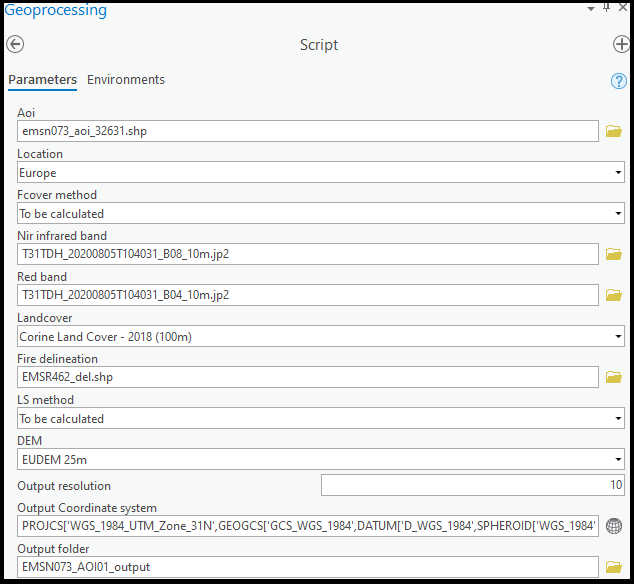 Geoprocessing
Script
Parameters Environments
Aoi
emsn073_aoi_32631.shp
Location
Europe
Fcover method
To be calculated
Nir infrared band
T31TDH_20200805T104031_B08_10m.jp2
Red band
T31TDH_20200805T104031_B04_10m.jp2
Landcover
Corine Land Cover - 2018 (100m)
Fire delineation
EMSR462_del.shp
LS method
To be calculated
DEM
EUDEM 25m
Output resolution 10
Output Coordinate system
PROJCS['WGS_1984_UTM_Zone_31N',GEOGCS['GCS_WGS_1984',DATUM['D_WGS_1984',SPHEROID['WGS_1984'
Output folder
EMSN073_AOI01_output